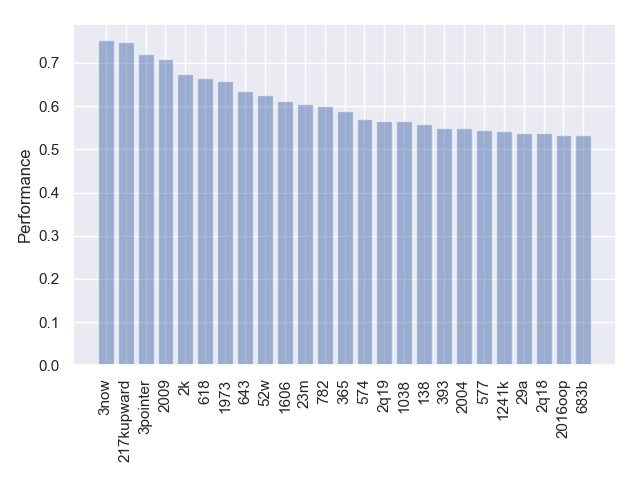 Performance
0.7
0.6
0.5
0.4
0.3
0.2
0.1
0.0
3now
217kupward
3pointer
2009
2k
618
1973
643
52w
1606
23m
782
365
574
2q19
1038
138
393
2004
577
1241k
29a
2q18
2016oop
683b